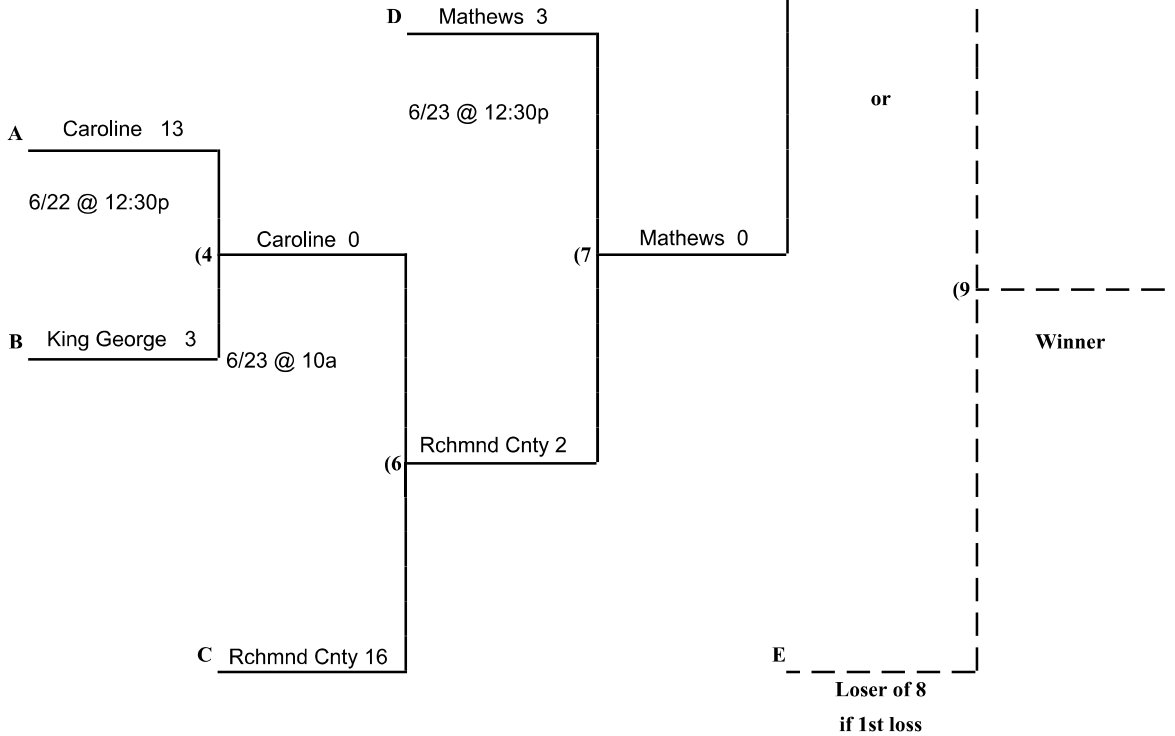 D Mathews 3
6/23 @ 12:30p
or
A Caroline 13
6/22 @ 12:30p
(4 Caroline 0
(7 Mathews 0
(9
B King George 3
6/23 @ 10a
Winner
(6 Rchmnd Cnty 2
C Rchmnd Cnty 16
E
Loser of 8
if 1st loss